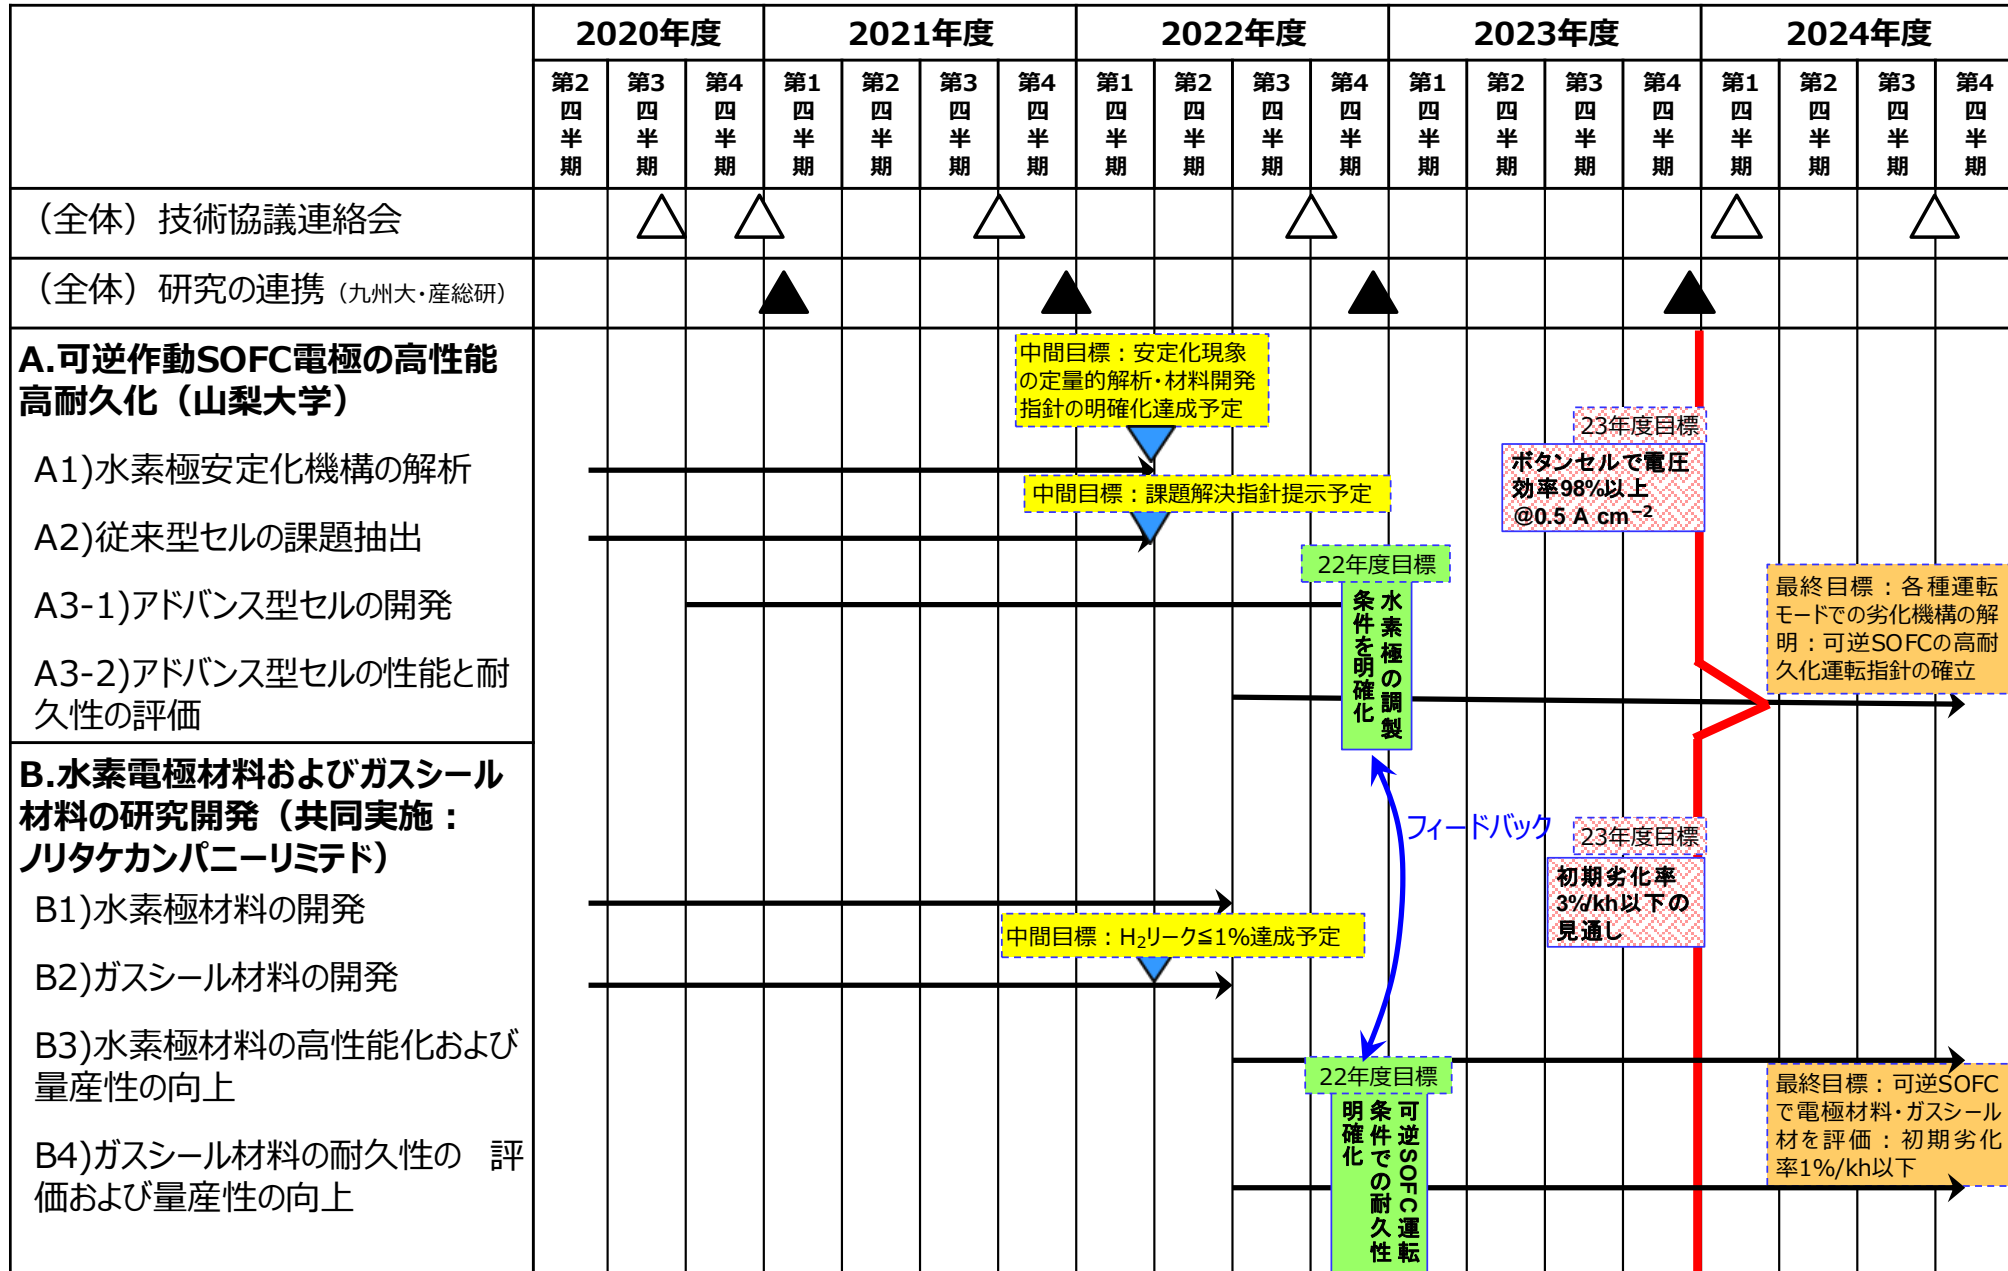 2020年度
2021年度
2022年度
2023年度
2024年度
第2四半期
第3四半期
第4四半期
第1四半期
第2四半期
第3四半期
第4四半期
第1四半期
第2四半期
第3四半期
第4四半期
第1四半期
第2四半期
第3四半期
第4四半期
第1四半期
第2四半期
第3四半期
第4四半期
（全体）技術協議連絡会
（全体）研究の連携（九州大・産総研）
A.可逆作動SOFC電極の高性能
高耐久化（山梨大学）
A1)水素極安定化機構の解析
A2)従来型セルの課題抽出
A3-1)アドバンス型セルの開発
A3-2)アドバンス型セルの性能と耐
久性の評価
中間目標：安定化現象
の定量的解析・材料開発
指針の明確化達成予定
中間目標：課題解決指針提示予定
22年度目標
水素極の調製
条件を明確化
23年度目標
ボタンセルで電圧
効率98%以上
@0.5 A cm⁻²
最終目標：各種運転
モードでの劣化機構の解
明：可逆SOFCの高耐
久化運転指針の確立
B.水素電極材料およびガスシール
材料の研究開発（共同実施：
ノリタケカンパニーリミテド）
B1)水素極材料の開発
B2)ガスシール材料の開発
B3)水素極材料の高性能化および
量産性の向上
B4)ガスシール材料の耐久性の　評
価および量産性の向上
フィードバック
中間目標：H₂リーク≦1%達成予定
23年度目標
初期劣化率
3%/kh以下の
見通し
22年度目標
可逆SOFC運転
条件での耐久性
明確化
最終目標：可逆SOFC
で電極材料・ガスシール
材を評価：初期劣化
率1%/kh以下